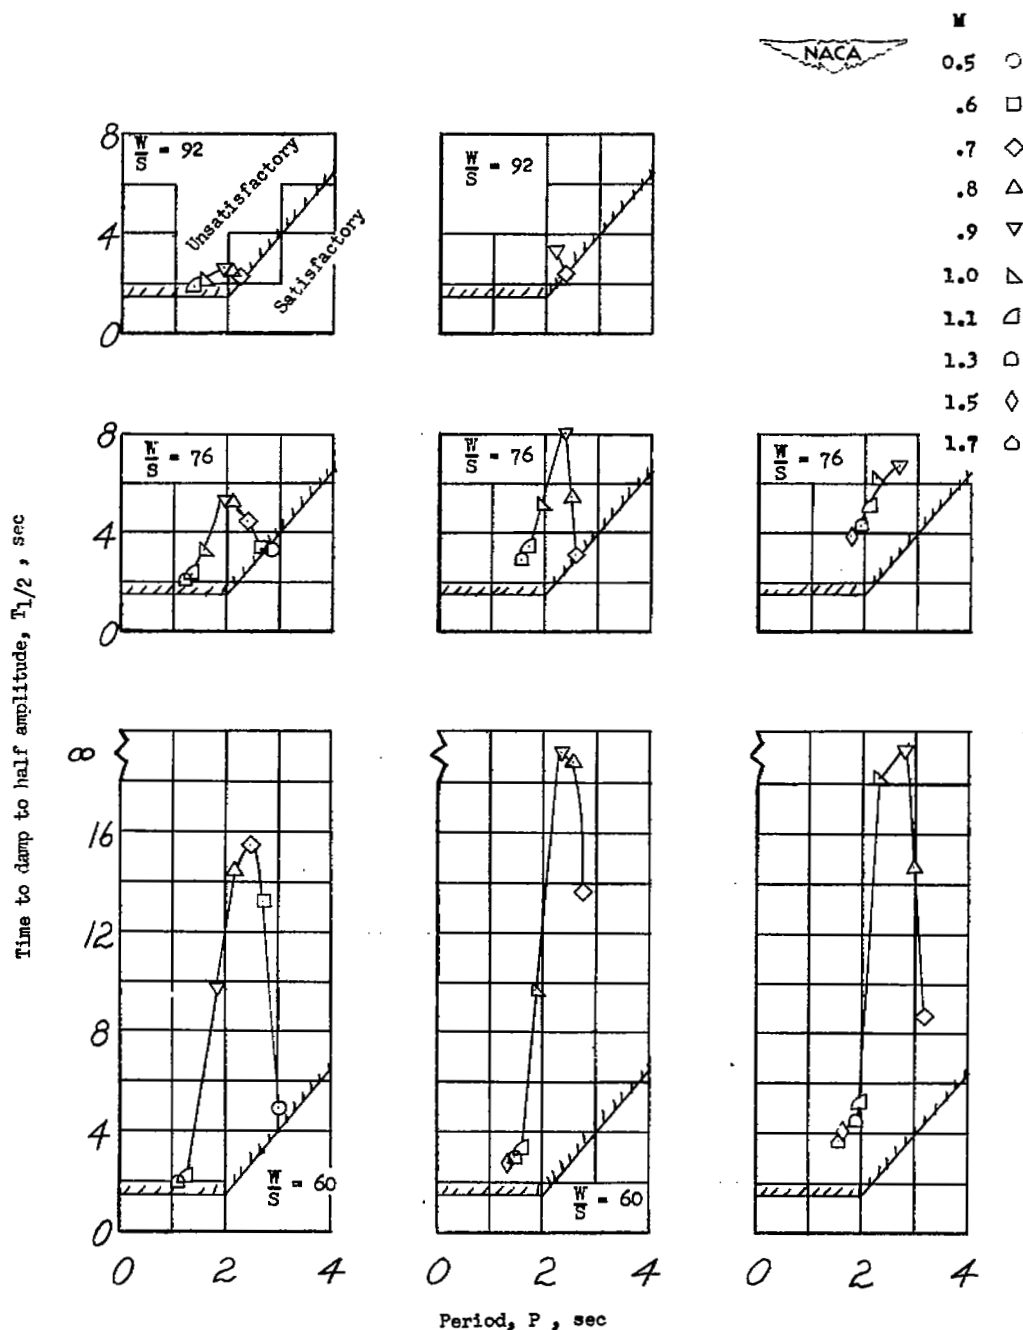 M
NACA
0.5
.6
.7
.8
.9
1.0
1.1
1.3
1.5
1.7
8
4
0
W/S = 92
Unsatisfactory
Satisfactory
W/S = 92
8
4
0
W/S = 76
W/S = 76
W/S = 76
Time to damp to half amplitude, T1/2 , sec
∞
16
12
8
4
0
W/S = 60
W/S = 60
0 2 4
0 2 4
0 2 4
Period, P , sec